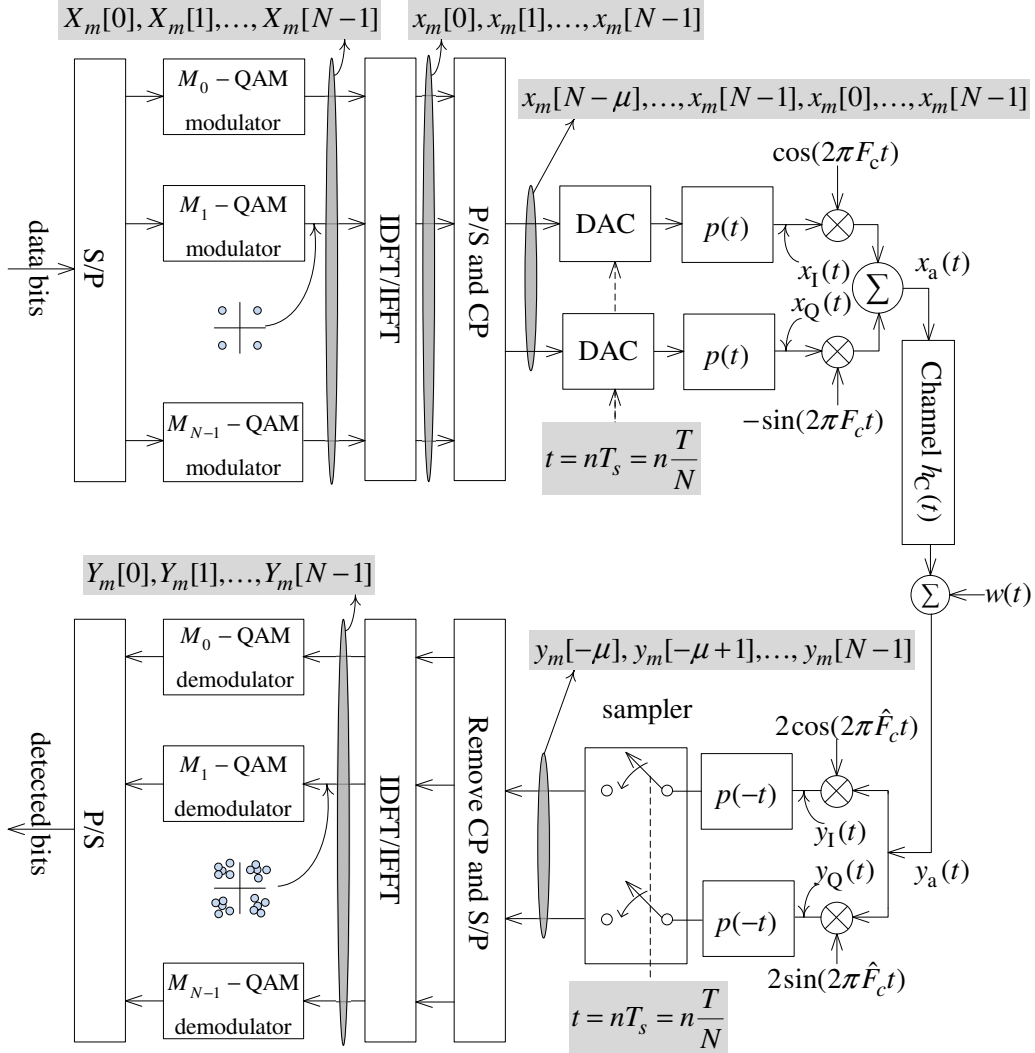 X_m[0], X_m[1],…, X_m[N−1]
x_m[0], x_m[1],…, x_m[N−1]
data bits
S/P
M_0 − QAM
modulator
M_1 − QAM
modulator
M_{N−1} − QAM
modulator
IDFT/IFFT
P/S and CP
x_m[N−μ],…, x_m[N−1], x_m[0],…, x_m[N−1]
DAC
p(t)
cos(2πF_c t)
x_I(t)
x_Q(t)
DAC
p(t)
−sin(2πF_c t)
∑
x_a(t)
t = nT_s = n T/N
Channel h_C(t)
∑
w(t)
Y_m[0], Y_m[1],…, Y_m[N−1]
detected bits
P/S
M_0 − QAM
demodulator
M_1 − QAM
demodulator
M_{N−1} − QAM
demodulator
IDFT/IFFT
Remove CP and S/P
y_m[−μ], y_m[−μ+1],…, y_m[N−1]
sampler
p(−t)
2cos(2πF̂_c t)
y_I(t)
y_Q(t)
p(−t)
2sin(2πF̂_c t)
y_a(t)
t = nT_s = n T/N